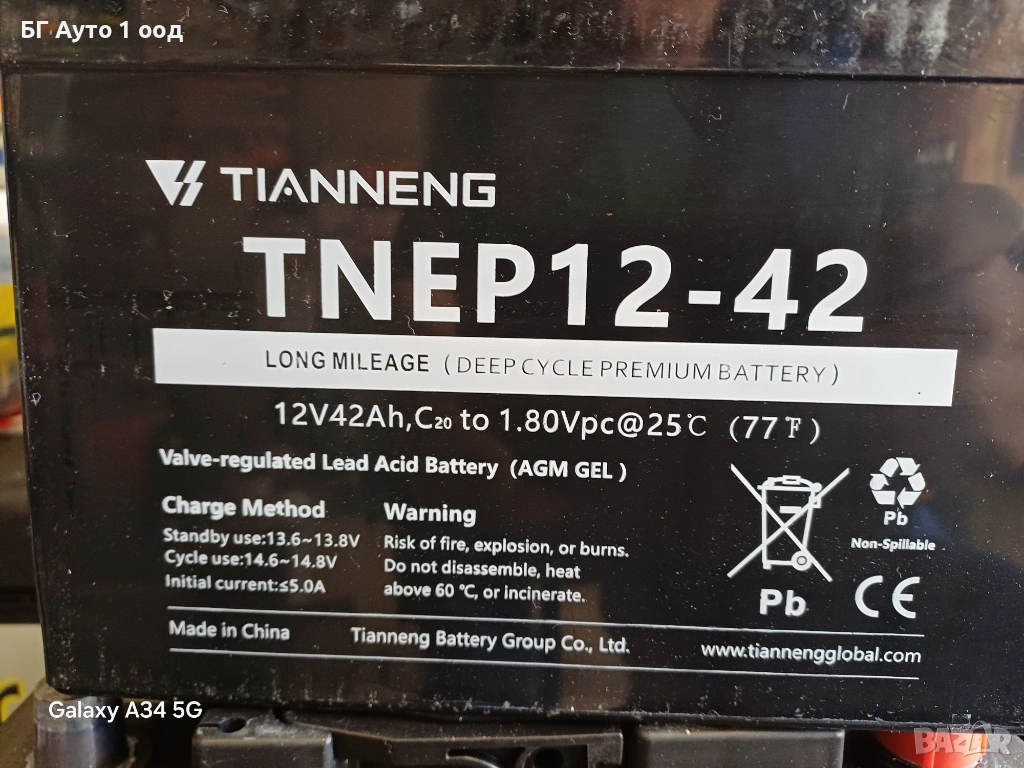 БГ Ауто 1 оод
TIANNENG
TNEP12-42
LONG MILEAGE (DEEP CYCLE PREMIUM BATTERY)
12V42Ah,C20 to 1.80Vpc@25℃ (77℉)
Valve-regulated Lead Acid Battery (AGM GEL)
Charge Method
Standby use:13.6~13.8V
Cycle use:14.6~14.8V
Initial current:≤5.0A
Warning
Risk of fire, explosion, or burns.
Do not disassemble, heat
above 60 ℃, or incinerate.
Pb
Pb
Non-Spillable
CE
Made in China
Tianneng Battery Group Co., Ltd.
www.tiannengglobal.com
Galaxy A34 5G
BAZAR